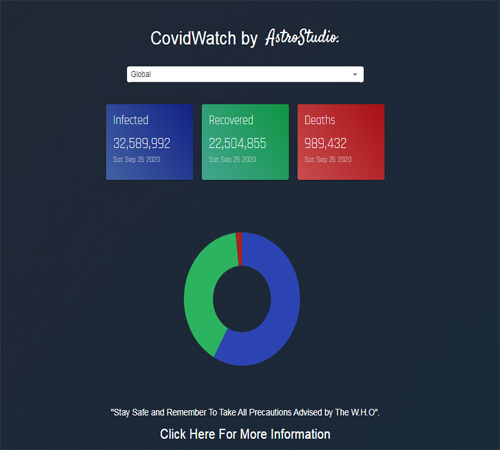 CovidWatch by AstroStudio.
Global
Infected
32,589,992
Sat Sep 26 2020
Recovered
22,504,855
Sat Sep 26 2020
Deaths
989,432
Sat Sep 26 2020
"Stay Safe and Remember To Take All Precautions Advised by The W.H.O".
Click Here For More Information